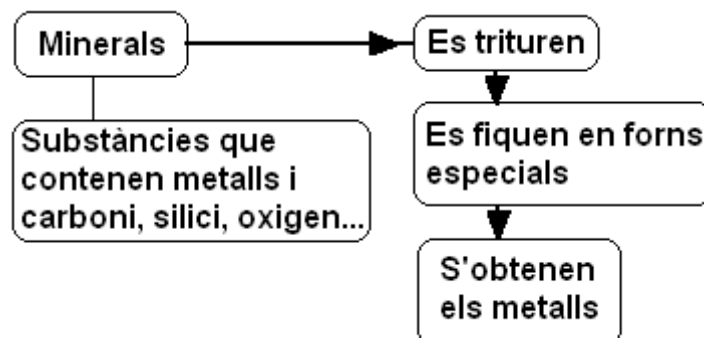 Minerals
Es trituren
Substàncies que
contenen metalls i
carboni, silici, oxigen...
Es fiquen en forns
especials
S'obtenen
els metalls